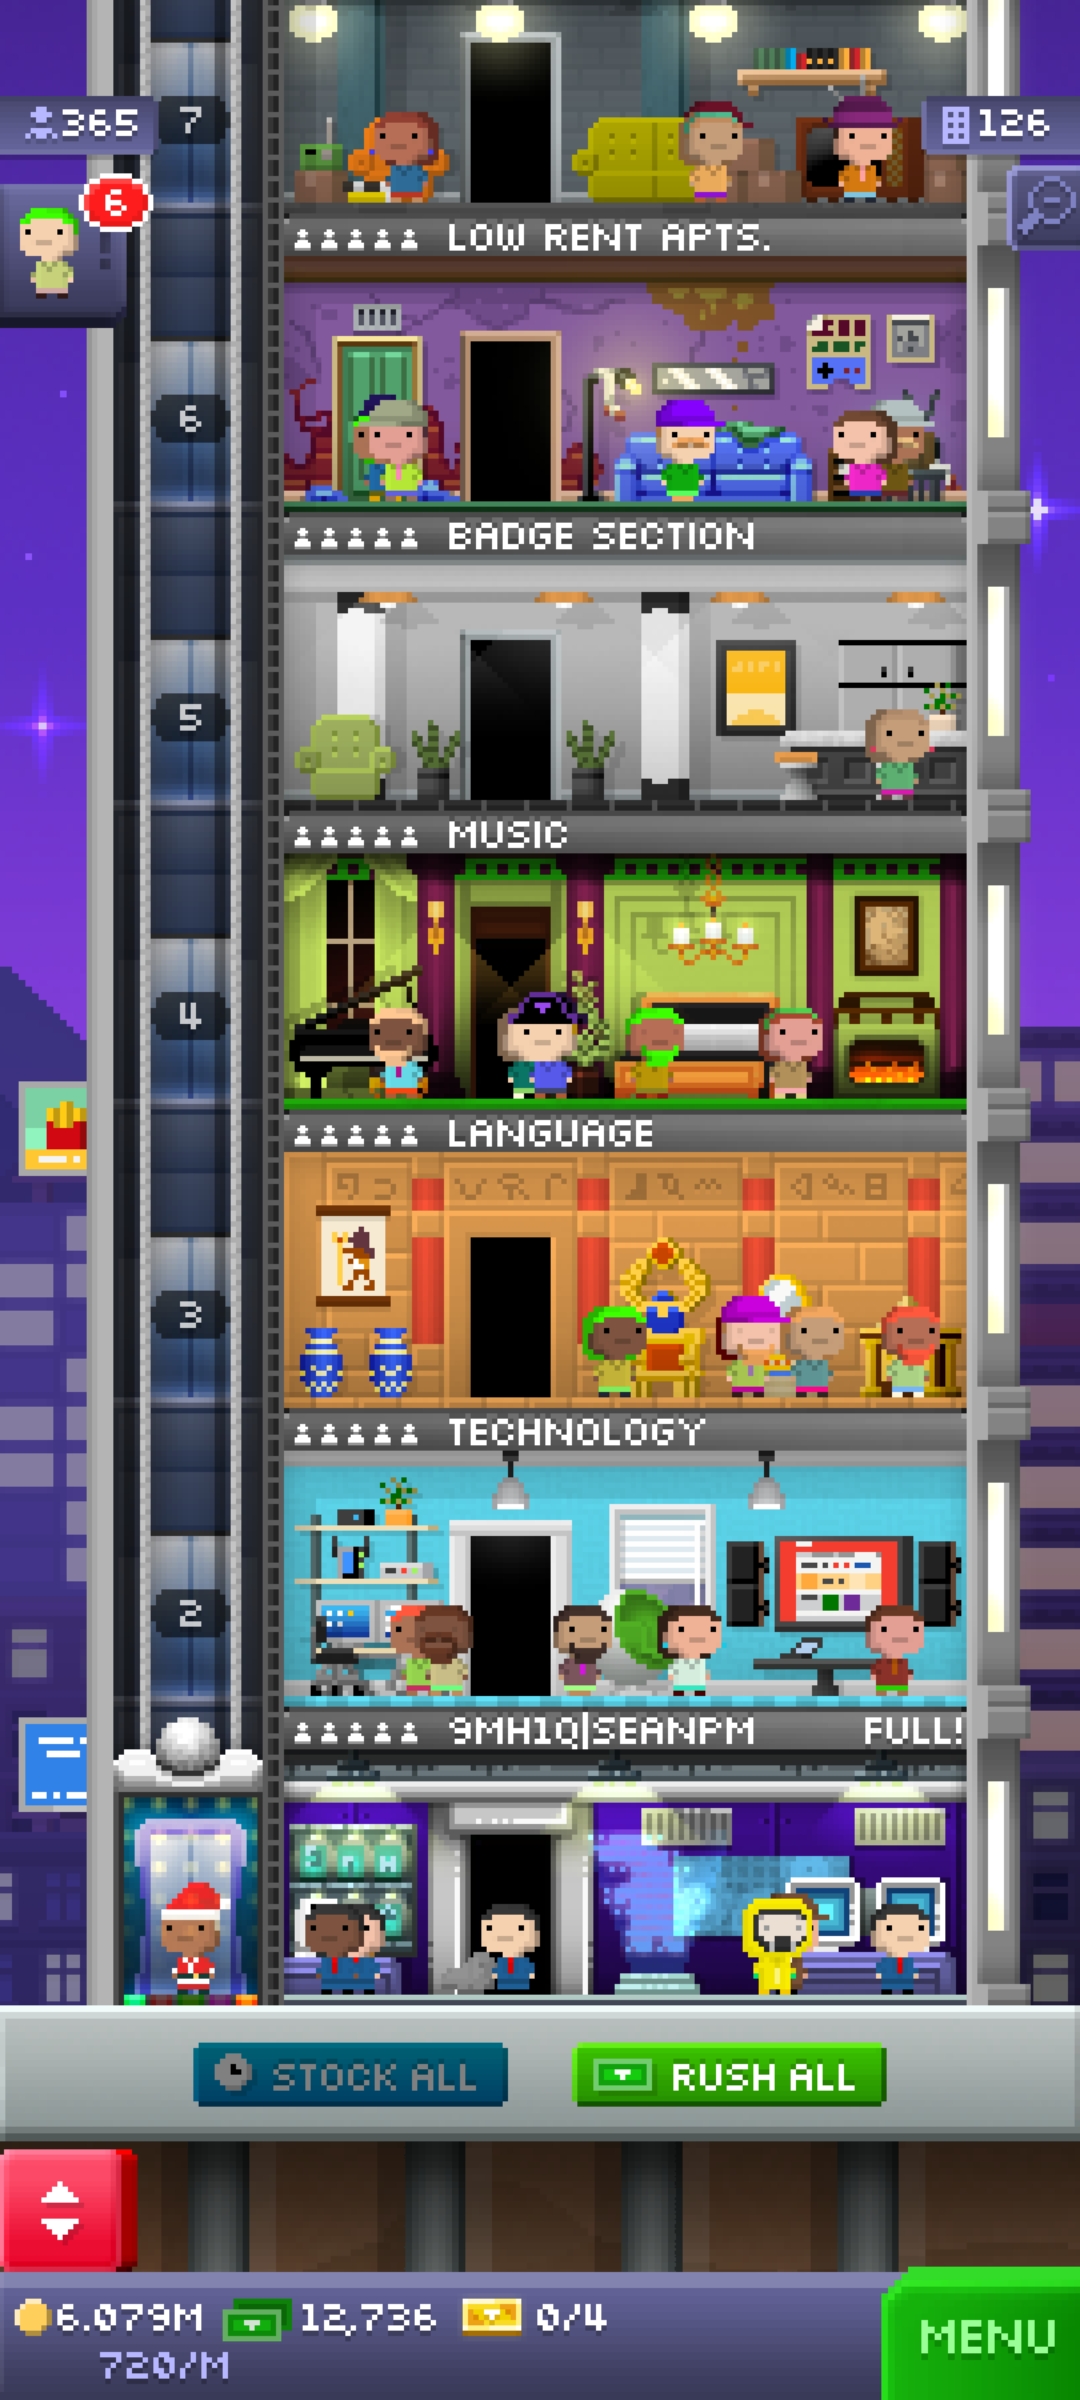 7
365
126
6
LOW RENT APTS.
6
BADGE SECTION
5
MUSIC
4
LANGUAGE
3
TECHNOLOGY
2
9MH1Q|SEANPM FULL!
STOCK ALL
RUSH ALL
6.079M 12,736 0/4
720/M
MENU